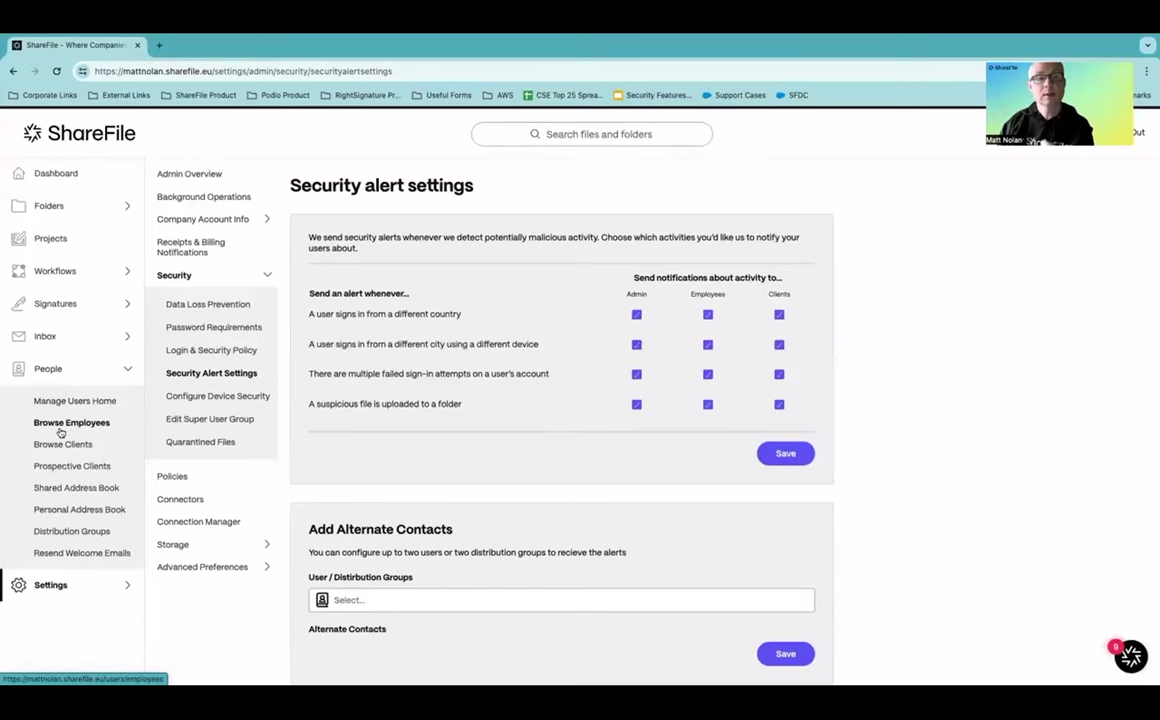 ShareFile - Where Companie
https://mattnolan.sharefile.eu/settings/admin/security/securityalertsettings
Corporate Links
External Links
ShareFile Product
Podio Product
RightSignature Pr...
Useful Forms
AWS
CSE Top 25 Sprea...
Security Features...
Support Cases
SFDC
marks
ShareFile
Matt Nolan
ShareFile
Search files and folders
Out
Dashboard
Folders
Projects
Workflows
Signatures
Inbox
People
Manage Users Home
Browse Employees
Browse Clients
Prospective Clients
Shared Address Book
Personal Address Book
Distribution Groups
Resend Welcome Emails
Settings
Admin Overview
Background Operations
Company Account Info
Receipts & Billing
Notifications
Security
Data Loss Prevention
Password Requirements
Login & Security Policy
Security Alert Settings
Configure Device Security
Edit Super User Group
Quarantined Files
Policies
Connectors
Connection Manager
Storage
Advanced Preferences
Security alert settings
We send security alerts whenever we detect potentially malicious activity. Choose which activities you'd like us to notify your
users about.
Send notifications about activity to...
Send an alert whenever...
Admin
Employees
Clients
A user signs in from a different country
A user signs in from a different city using a different device
There are multiple failed sign-in attempts on a user's account
A suspicious file is uploaded to a folder
Save
Add Alternate Contacts
You can configure up to two users or two distribution groups to recieve the alerts
User / Distirbution Groups
Select...
Alternate Contacts
Save
9
https://mattnolan.sharefile.eu/users/employees